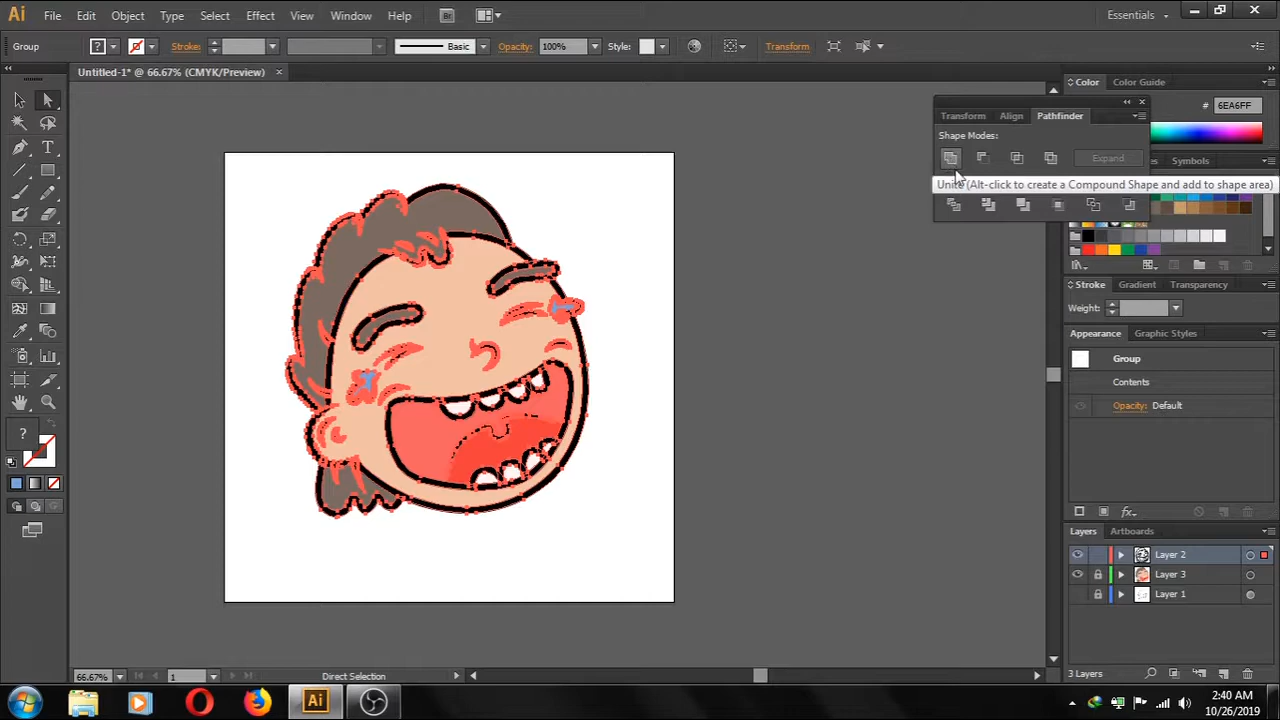 Ai File Edit Object Type Select Effect View Window Help Br Essentials
Group ? Stroke: Basic Opacity: 100% Style: Transform
Untitled-1* @ 66.67% (CMYK/Preview)
Color Color Guide
# 6EA6FF
Transform Align Pathfinder
Shape Modes:
Expand
Symbols
Unite (Alt-click to create a Compound Shape and add to shape area)
Stroke Gradient Transparency
Weight:
Appearance Graphic Styles
Group
Contents
Opacity: Default
?
Layers Artboards
Layer 2
Layer 3
Layer 1
66.67% 1 Direct Selection
3 Layers
Ai 2:40 AM
10/26/2019